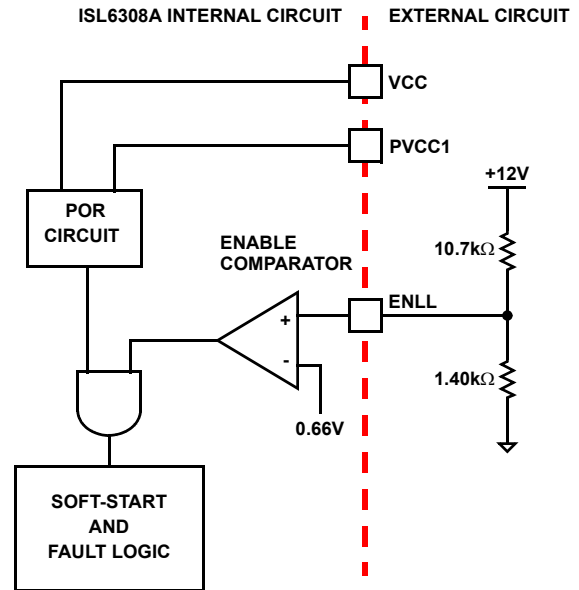 ISL6308A INTERNAL CIRCUIT
EXTERNAL CIRCUIT
VCC
PVCC1
+12V
POR
CIRCUIT
10.7kΩ
ENABLE
COMPARATOR
ENLL
+
-
1.40kΩ
0.66V
SOFT-START
AND
FAULT LOGIC